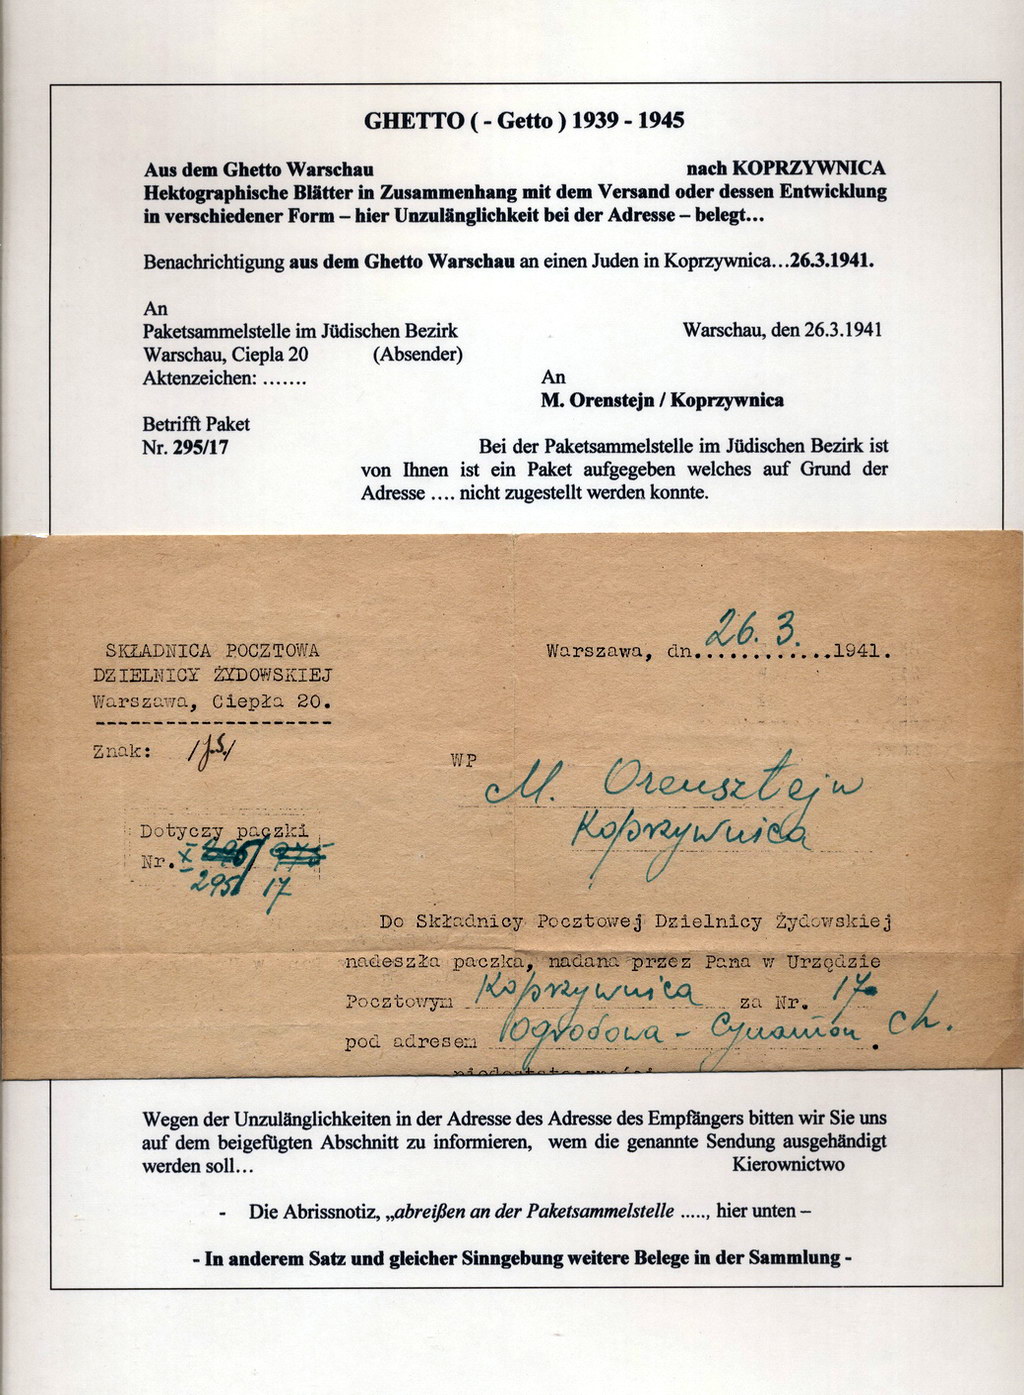 GHETTO ( - Getto ) 1939 - 1945
Aus dem Ghetto Warschau nach KOPRZYWNICA
Hektographische Blätter in Zusammenhang mit dem Versand oder dessen Entwicklung
in verschiedener Form – hier Unzulänglichkeit bei der Adresse – belegt…
Benachrichtigung aus dem Ghetto Warschau an einen Juden in Koprzywnica…26.3.1941.
An
Paketsammelstelle im Jüdischen Bezirk Warschau, den 26.3.1941
Warschau, Ciepla 20 (Absender)
Aktenzeichen: ……. An
M. Orenstejn / Koprzywnica
Betrifft Paket
Nr. 295/17 Bei der Paketsammelstelle im Jüdischen Bezirk ist
von Ihnen ist ein Paket aufgegeben welches auf Grund der
Adresse …. nicht zugestellt werden konnte.
SKŁADNICA POCZTOWA
DZIELNICY ŻYDOWSKIEJ
Warszawa, Ciepła 20.
Warszawa, dn. 26. 3. 1941.
Znak: /J.S./
WP M. Orensztejn
Koprzywnica
Dotyczy paczki
Nr. X
295/ 17
Do Składnicy Pocztowej Dzielnicy Żydowskiej
nadeszła paczka, nadana przez Pana w Urzędzie
Pocztowym Koprzywnica za Nr. 17
pod adresem Ogrodowa – Cynamon Ch.
Wegen der Unzulänglichkeiten in der Adresse des Adresse des Empfängers bitten wir Sie uns
auf dem beigefügten Abschnitt zu informieren, wem die genannte Sendung ausgehändigt
werden soll… Kierownictwo
- Die Abrissnotiz, „abreißen an der Paketsammelstelle ….., hier unten –
- In anderem Satz und gleicher Sinngebung weitere Belege in der Sammlung -